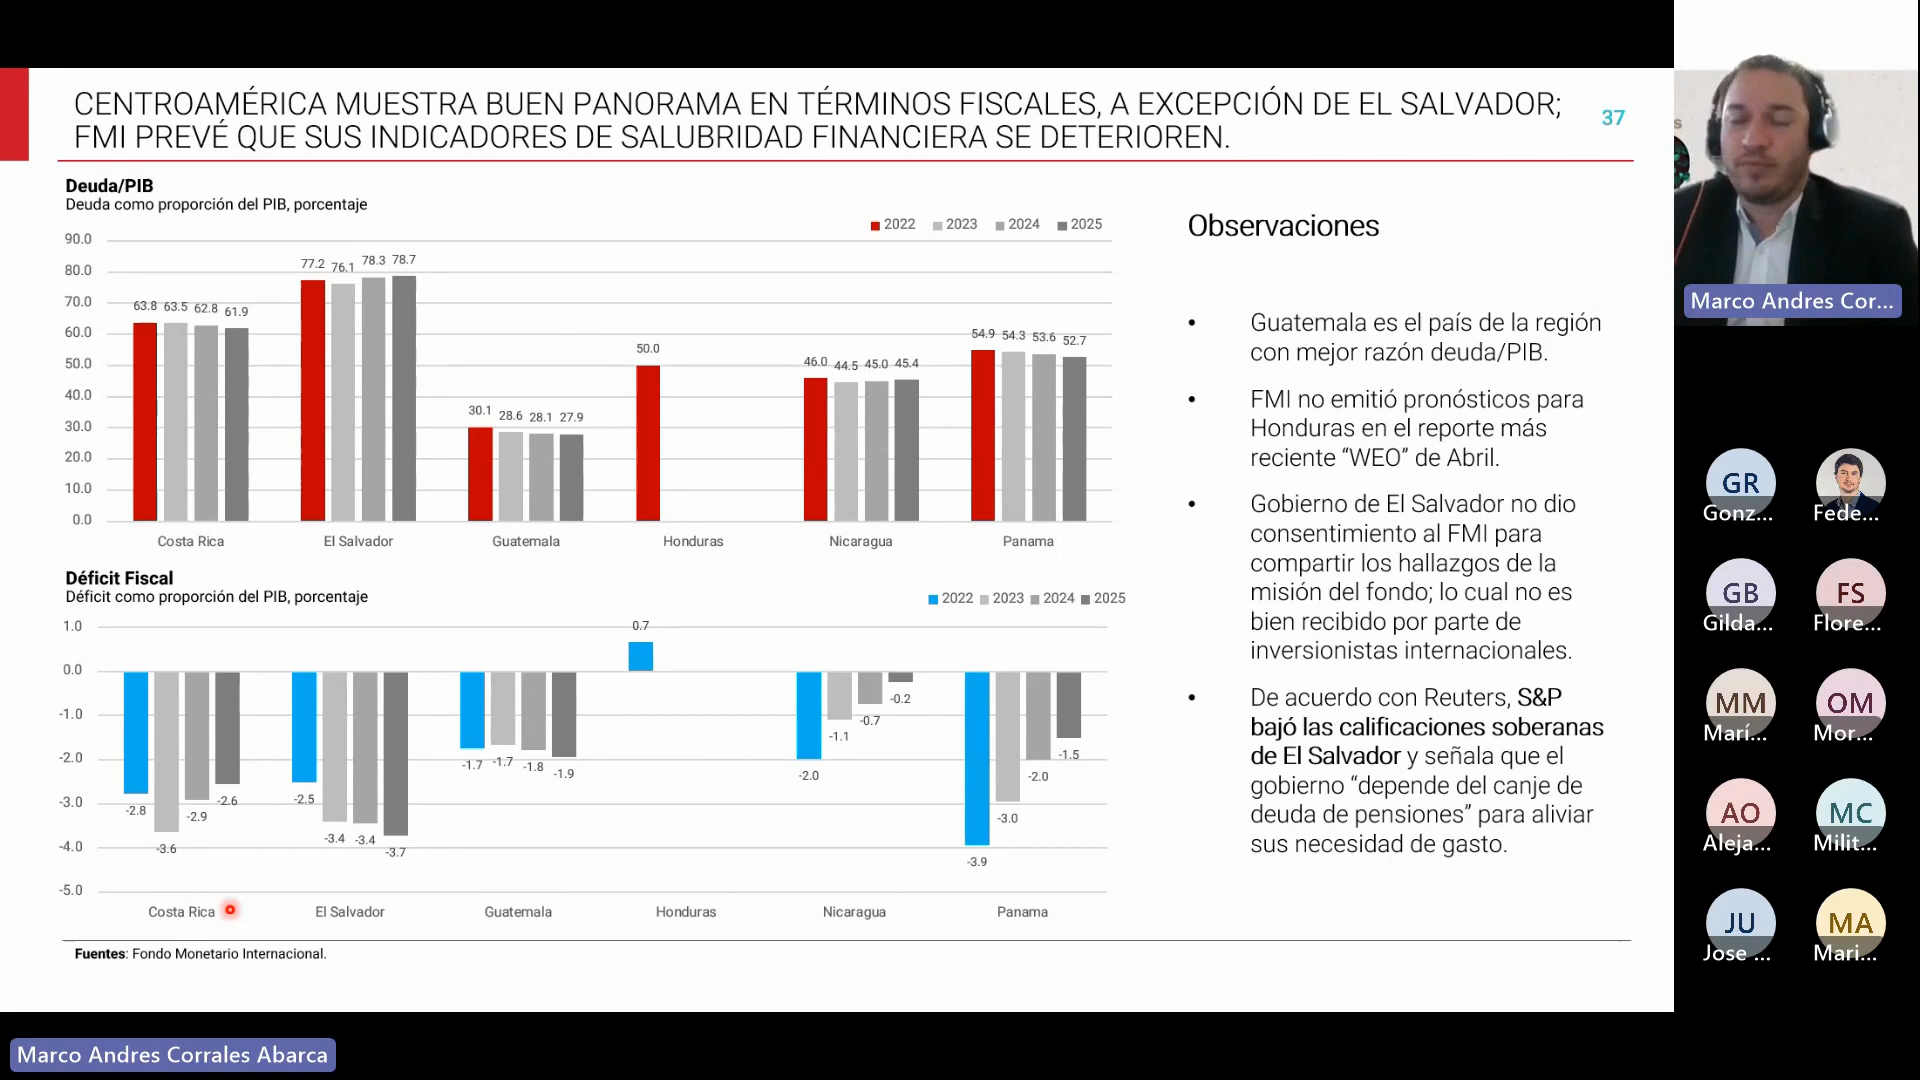 CENTROAMÉRICA MUESTRA BUEN PANORAMA EN TÉRMINOS FISCALES, A EXCEPCIÓN DE EL SALVADOR;
FMI PREVÉ QUE SUS INDICADORES DE SALUBRIDAD FINANCIERA SE DETERIOREN.
37
Deuda/PIB
Deuda como proporción del PIB, porcentaje
2022 2023 2024 2025
90.0
80.0
70.0
60.0
50.0
40.0
30.0
20.0
10.0
0.0
63.8 63.5 62.8 61.9
77.2 76.1 78.3 78.7
30.1 28.6 28.1 27.9
50.0
46.0 44.5 45.0 45.4
54.9 54.3 53.6 52.7
Costa Rica El Salvador Guatemala Honduras Nicaragua Panama
Déficit Fiscal
Déficit como proporción del PIB, porcentaje
2022 2023 2024 2025
1.0
0.0
-1.0
-2.0
-3.0
-4.0
-5.0
-2.8 -3.6 -2.9 -2.6
-2.5 -3.4 -3.4 -3.7
-1.7 -1.7 -1.8 -1.9
0.7
-2.0 -1.1 -0.7 -0.2
-3.9 -3.0 -2.0 -1.5
Costa Rica El Salvador Guatemala Honduras Nicaragua Panama
Fuentes: Fondo Monetario Internacional.
Observaciones
• Guatemala es el país de la región
con mejor razón deuda/PIB.
• FMI no emitió pronósticos para
Honduras en el reporte más
reciente “WEO” de Abril.
• Gobierno de El Salvador no dio
consentimiento al FMI para
compartir los hallazgos de la
misión del fondo; lo cual no es
bien recibido por parte de
inversionistas internacionales.
• De acuerdo con Reuters, S&P
bajó las calificaciones soberanas
de El Salvador y señala que el
gobierno “depende del canje de
deuda de pensiones” para aliviar
sus necesidad de gasto.
Marco Andres Cor...
GR
Gonz...
Fede...
GB
Gilda...
FS
Flore...
MM
Marí...
OM
Mor...
AO
Aleja...
MC
Milit...
JU
Jose ...
MA
Mari...
Marco Andres Corrales Abarca